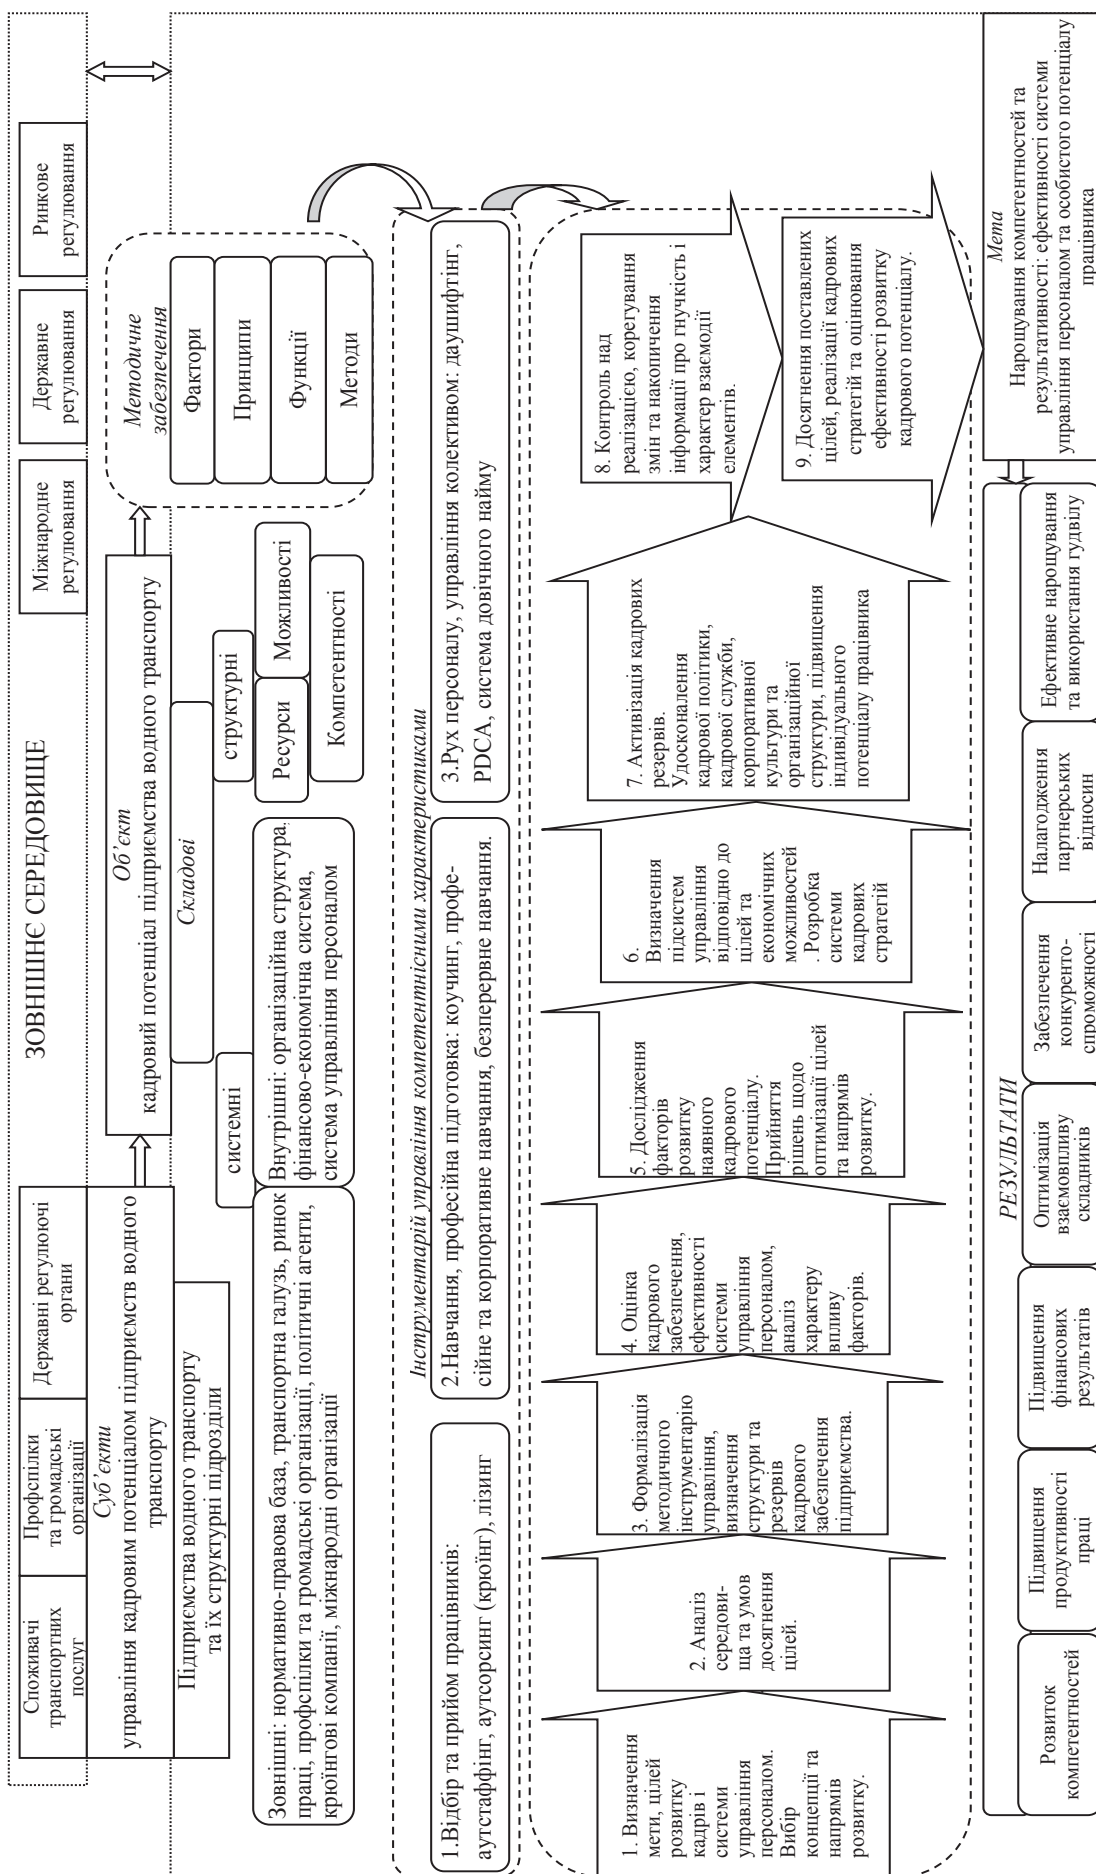 ЗОВНІШНЄ СЕРЕДОВИЩЕ
Споживачі
транспортних
послуг
Профспілки
та громадські
організації
Державні регулюючі
органи
Міжнародне
регулювання
Державне
регулювання
Ринкове
регулювання
Суб’єкти
управління кадровим потенціалом підприємств водного
транспорту
Підприємства водного транспорту
та їх структурні підрозділи
Об’єкт
кадровий потенціал підприємства водного транспорту
Складові
системні
структурні
Зовнішні: нормативно-правова база, транспортна галузь, ринок
праці, профспілки та громадські організації, політичні агенти,
крюїнгові компанії, міжнародні організації
Внутрішні: організаційна структура,
фінансово-економічна система,
система управління персоналом
Ресурси
Можливості
Компетентності
Методичне
забезпечення
Фактори
Принципи
Функції
Методи
Інструментарій управління компетентнісними характеристиками
1.Відбір та прийом працівників:
аутстаффінг, аутсорсинг (крюїнг), лізинг
2.Навчання, професійна підготовка: коучинг, профе-
сійне та корпоративне навчання, безперервне навчання.
3.Рух персоналу, управління колективом: даушифтінг,
PDCA, система довічного найму
1. Визначення
мети, цілей
розвитку
кадрів і
системи
управління
персоналом.
Вибір
концепції та
напрямів
розвитку.
2. Аналіз
середови-
ща та умов
досягнення
цілей.
3. Формалізація
методичного
інструментарію
управління,
визначення
структури та
резервів
кадрового
забезпечення
підприємства.
4. Оцінка
кадрового
забезпечення,
ефективності
системи
управління
персоналом,
аналіз
характеру
впливу
факторів.
5. Дослідження
факторів
розвитку
наявного
кадрового
потенціалу.
Прийняття
рішень щодо
оптимізації цілей
та напрямів
розвитку.
6.
Визначення
підсистем
управління
відповідно до
цілей та
економічних
можливостей
. Розробка
системи
кадрових
стратегій
7. Активізація кадрових
резервів.
Удосконалення
кадрової політики,
кадрової служби,
корпоративної
культури та
організаційної
структури, підвищення
індивідуального
потенціалу працівника
8. Контроль над
реалізацією, корегування
змін та накопичення
інформації про гнучкість і
характер взаємодії
елементів.
9. Досягнення поставлених
цілей, реалізації кадрових
стратегій та оцінювання
ефективності розвитку
кадрового потенціалу.
Мета
Нарощування компетентностей та
результативності: ефективності системи
управління персоналом та особистого потенціалу
працівника
РЕЗУЛЬТАТИ
Розвиток
компетентностей
Підвищення
продуктивності
праці
Підвищення
фінансових
результатів
Оптимізація
взаємовпливу
складників
Забезпечення
конкуренто-
спроможності
Налагодження
партнерських
відносин
Ефективне нарощування
та використання гудвілу